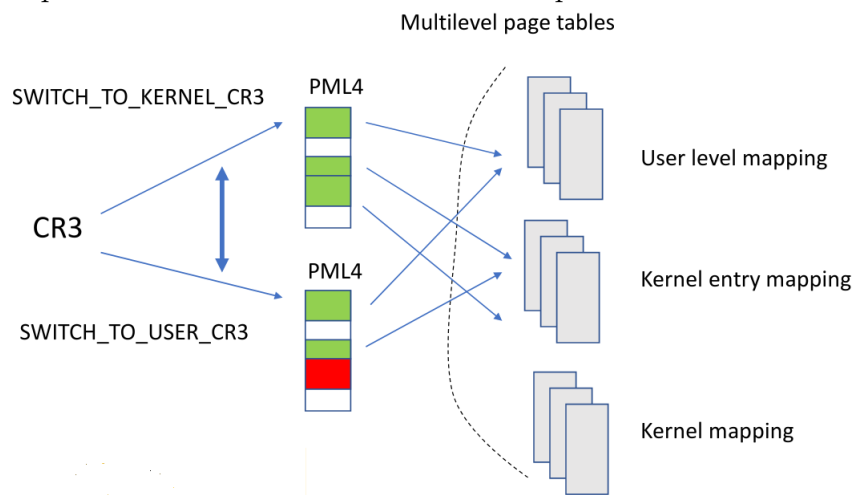 Multilevel page tables
SWITCH_TO_KERNEL_CR3
PML4
User level mapping
CR3
PML4
Kernel entry mapping
SWITCH_TO_USER_CR3
Kernel mapping